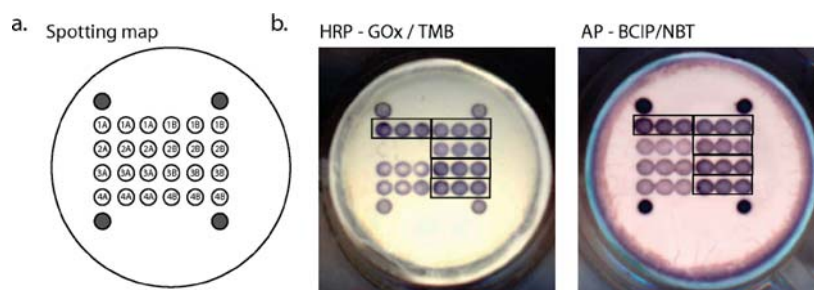 a. Spotting map b. HRP - GOx / TMB AP - BCIP/NBT
1A 1A 1A 1B 1B 1B
2A 2A 2A 2B 2B 2B
3A 3A 3A 3B 3B 3B
4A 4A 4A 4B 4B 4B